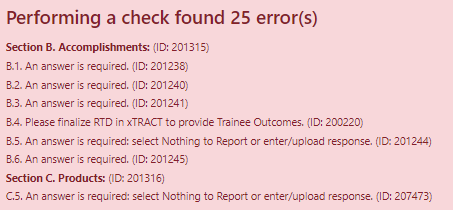 Performing a check found 25 error(s)
Section B. Accomplishments: (ID: 201315)
B.1. An answer is required. (ID: 201238)
B.2. An answer is required. (ID: 201240)
B.3. An answer is required. (ID: 201241)
B.4. Please finalize RTD in xTRACT to provide Trainee Outcomes. (ID: 200220)
B.5. An answer is required: select Nothing to Report or enter/upload response. (ID: 201244)
B.6. An answer is required. (ID: 201245)
Section C. Products: (ID: 201316)
C.5. An answer is required: select Nothing to Report or enter/upload response. (ID: 207473)